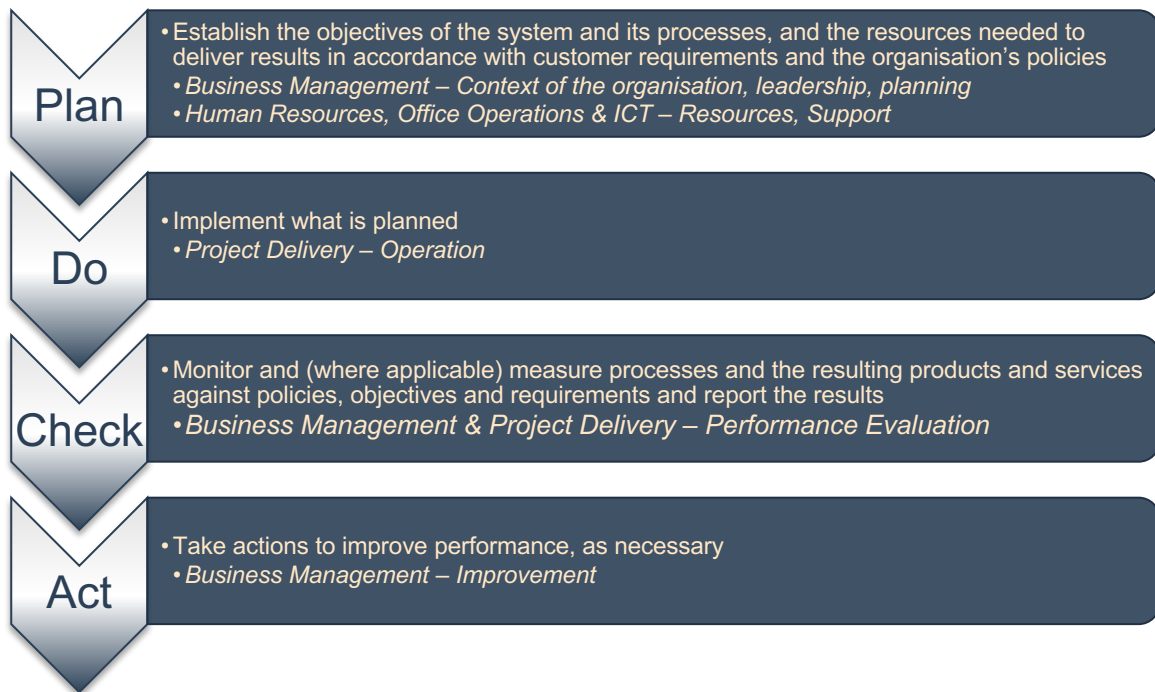 Plan
• Establish the objectives of the system and its processes, and the resources needed to
deliver results in accordance with customer requirements and the organisation’s policies
• Business Management – Context of the organisation, leadership, planning
• Human Resources, Office Operations & ICT – Resources, Support
Do
• Implement what is planned
• Project Delivery – Operation
Check
• Monitor and (where applicable) measure processes and the resulting products and services
against policies, objectives and requirements and report the results
• Business Management & Project Delivery – Performance Evaluation
Act
• Take actions to improve performance, as necessary
• Business Management – Improvement